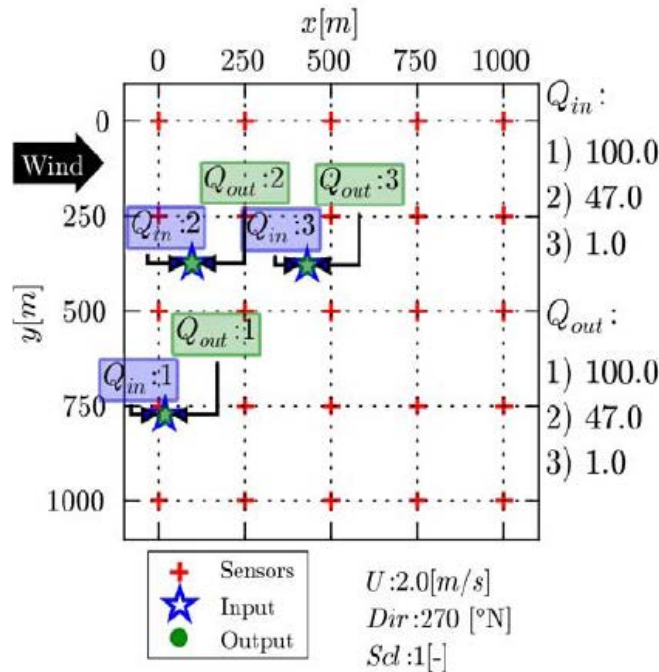 x[m]
0 250 500 750 1000
Q_in :
0
1) 100.0
Wind
Q_out:2 Q_out:3
2) 47.0
250
Q_in:2 Q_in:3
3) 1.0
y[m]
500
Q_out :
Q_out:1
1) 100.0
Q_in:1
750
2) 47.0
3) 1.0
1000
Sensors
Input
Output
U:2.0[m/s]
Dir:270 [°N]
Scl:1[-]